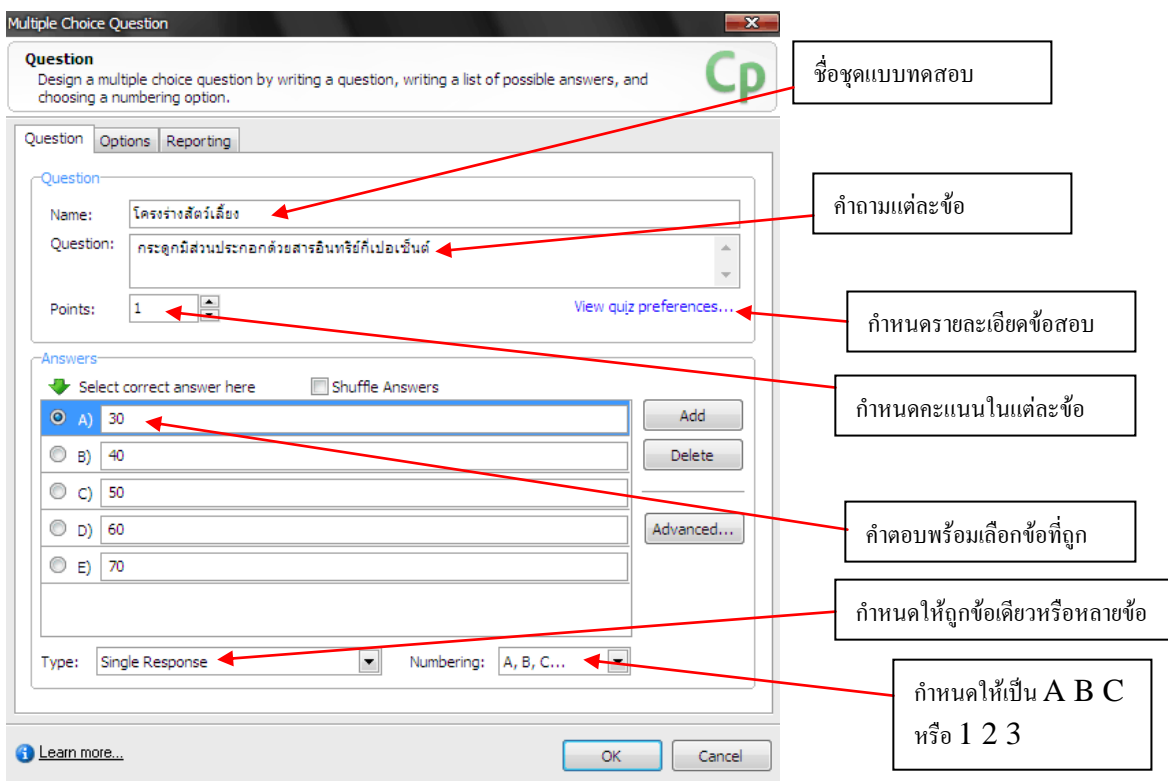 Multiple Choice Question
Question
Design a multiple choice question by writing a question, writing a list of possible answers, and
choosing a numbering option.
Cp
ชื่อชุดแบบทดสอบ
Question Options Reporting
Question
Name: โครงร่างสัตว์เลี้ยง
คำถามแต่ละข้อ
Question: กระดูกมีส่วนประกอกด้วยสารอินทรีย์กี่เปอเซ็นต์
Points: 1 View quiz preferences...
กำหนดรายละเอียดข้อสอบ
Answers
Select correct answer here Shuffle Answers
กำหนดคะแนนในแต่ละข้อ
A) 30 Add
B) 40 Delete
C) 50
D) 60 Advanced...
คำตอบพร้อมเลือกข้อที่ถูก
E) 70
กำหนดให้ถูกข้อเดียวหรือหลายข้อ
Type: Single Response Numbering: A, B, C...
กำหนดให้เป็น A B C
หรือ 1 2 3
Learn more... OK Cancel